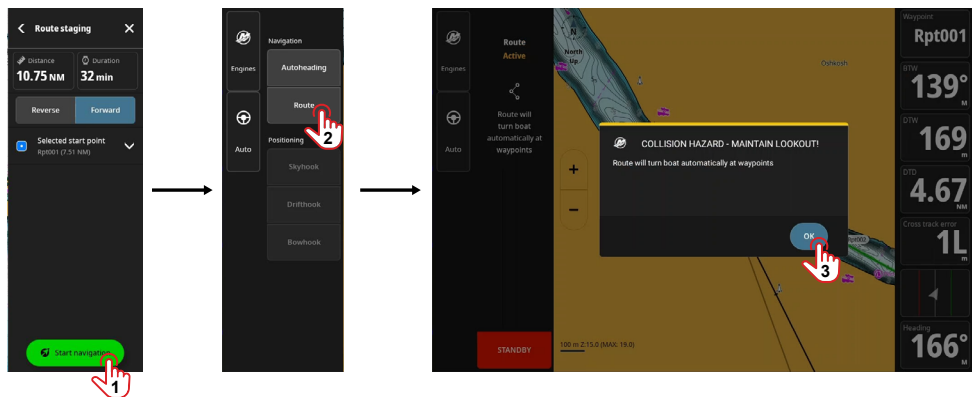 Route staging
Distance
10.75 NM
Duration
32 min
Reverse
Forward
Selected start point
Rpt001 (7.51 NM)
Start navigation
1
Engines
Auto
Navigation
Autoheading
Route
2
Positioning
Skyhook
Drifthook
Bowhook
Engines
Auto
Route
Active
Route will
turn boat
automatically at
waypoints
STANDBY
N
North
Up
Oshkosh
+
−
COLLISION HAZARD - MAINTAIN LOOKOUT!
Route will turn boat automatically at waypoints
OK
3
Rpt002
100 m Z:15.0 (MAX: 19.0)
Waypoint
Rpt001
BTW
139°
M
DTW
169
m
DTD
4.67
NM
Cross track error
1L
m
Heading
166°
M